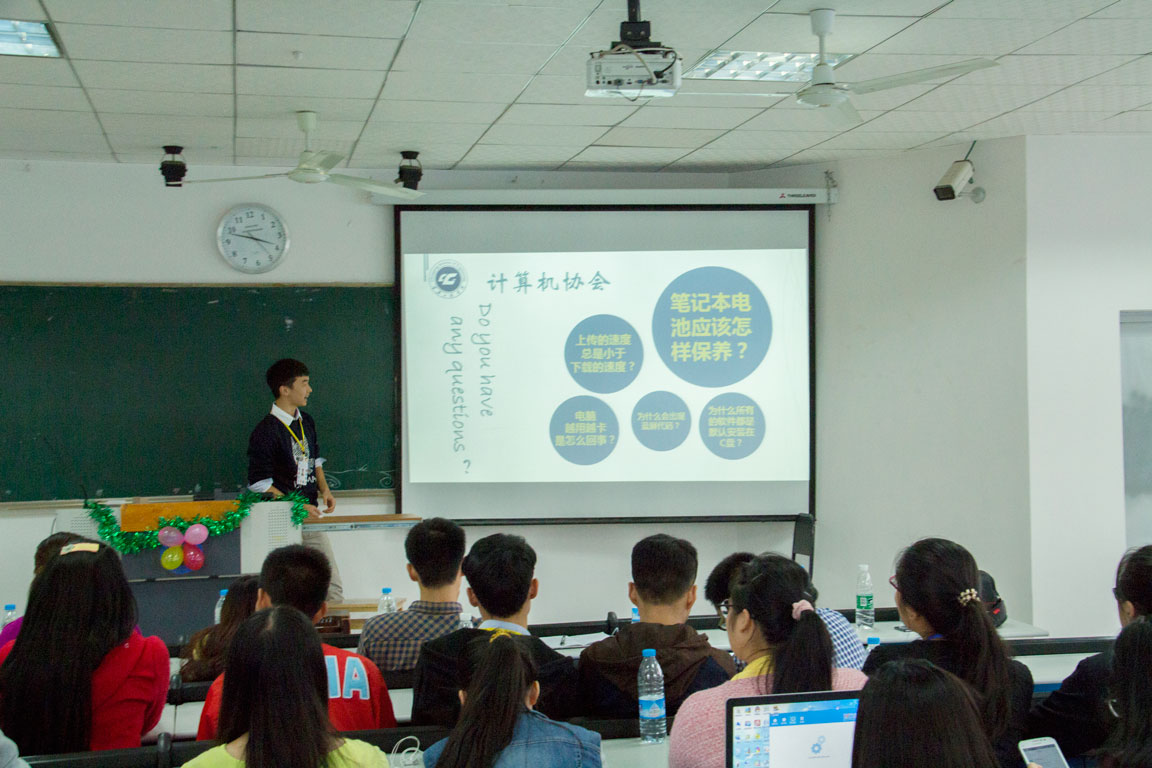 计算机协会
Do you have
any questions ?
笔记本电
池应该怎
样保养？
上传的速度
总是小于
下载的速度？
电脑
越用越卡
是怎么回事？
为什么会出现
蓝屏代码？
为什么所有
的软件都是
默认安装在
C盘？